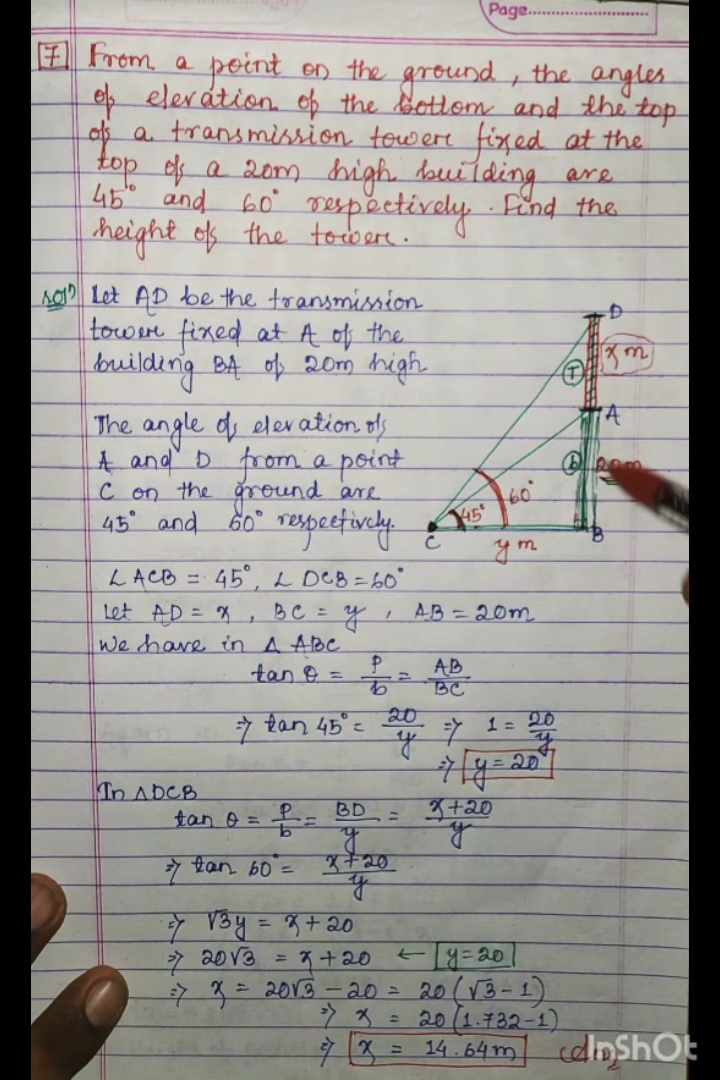 Page..............................
7 From a point on the ground, the angles
of elevation of the bottom and the top
of a transmission tower fixed at the
top of a 20m high building are
45° and 60° respectively. Find the
height of the tower.
Solⁿ Let AD be the transmission
tower fixed at A of the
building BA of 20m high
The angle of elevation of
A and D from a point
C on the ground are
45° and 60° respectively.
D
x m
T
A
B
20m
60°
45°
C
y m
B
∠ACB = 45°, ∠DCB = 60°
Let AD = x, BC = y, AB = 20m
We have in △ ABC
tan θ = P/b = AB/BC
⇒ tan 45° = 20/y ⇒ 1 = 20/y
⇒ y = 20
In △DCB
tan θ = P/b = BD/y = x+20/y
⇒ tan 60° = x+20/y
⇒ √3y = x + 20
⇒ 20√3 = x + 20 ← y = 20
⇒ x = 20√3 - 20 = 20(√3 - 1)
⇒ x = 20(1.732-1)
⇒ x = 14.64m
InShOt